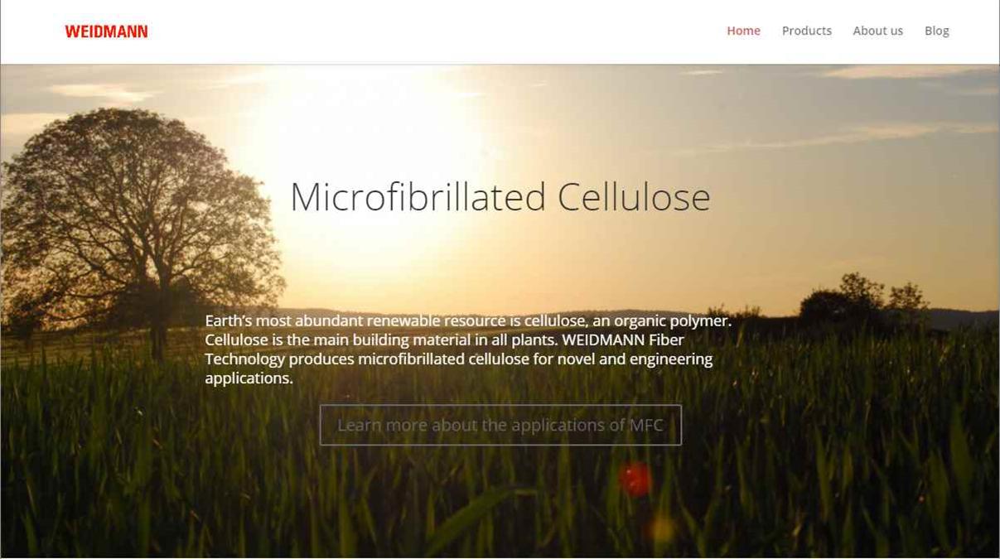 WEIDMANN
Home Products About us Blog
Microfibrillated Cellulose
Earth's most abundant renewable resource is cellulose, an organic polymer.
Cellulose is the main building material in all plants. WEIDMANN Fiber
Technology produces microfibrillated cellulose for novel and engineering
applications.
Learn more about the applications of MFC